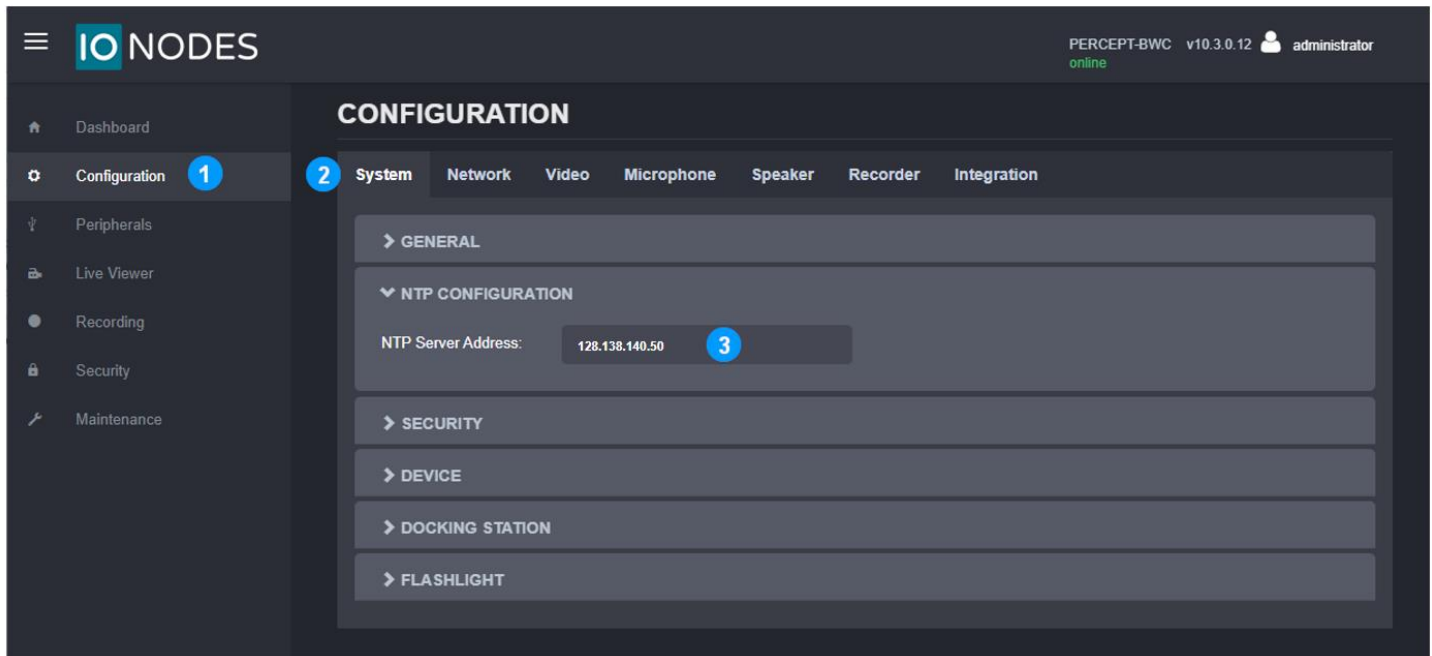 IO NODES
PERCEPT-BWC v10.3.0.12 administrator
online
Dashboard
Configuration 1
Peripherals
Live Viewer
Recording
Security
Maintenance
CONFIGURATION
2 System Network Video Microphone Speaker Recorder Integration
GENERAL
NTP CONFIGURATION
NTP Server Address: 128.138.140.50 3
SECURITY
DEVICE
DOCKING STATION
FLASHLIGHT